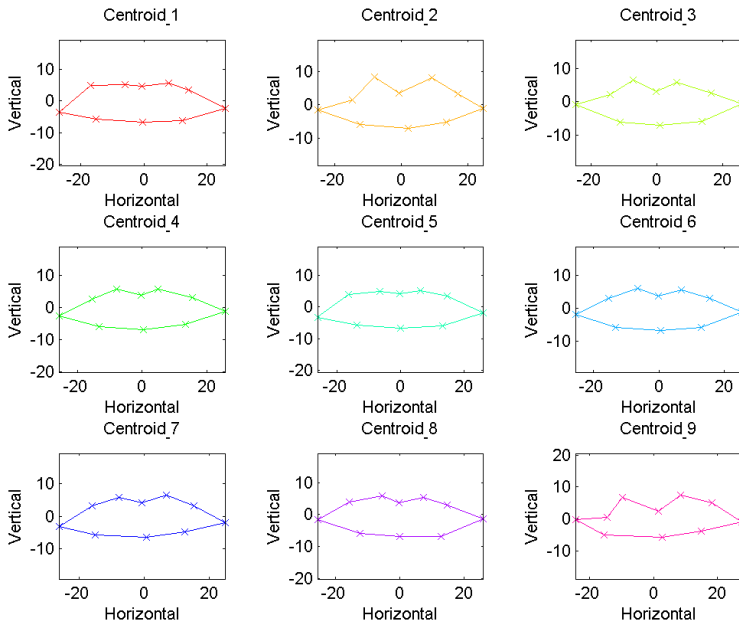 Centroid_1
Centroid_2
Centroid_3
Vertical
10
0
-10
-20
-20
0
20
Horizontal
Vertical
10
0
-10
-20
0
20
Horizontal
Vertical
10
0
-10
-20
0
20
Horizontal
Centroid_4
Centroid_5
Centroid_6
Vertical
10
0
-10
-20
-20
0
20
Horizontal
Vertical
10
0
-10
-20
-20
0
20
Horizontal
Vertical
10
0
-10
-20
0
20
Horizontal
Centroid_7
Centroid_8
Centroid_9
Vertical
10
0
-10
-20
0
20
Horizontal
Vertical
10
0
-10
-20
-20
0
20
Horizontal
Vertical
20
10
0
-10
-20
0
20
Horizontal